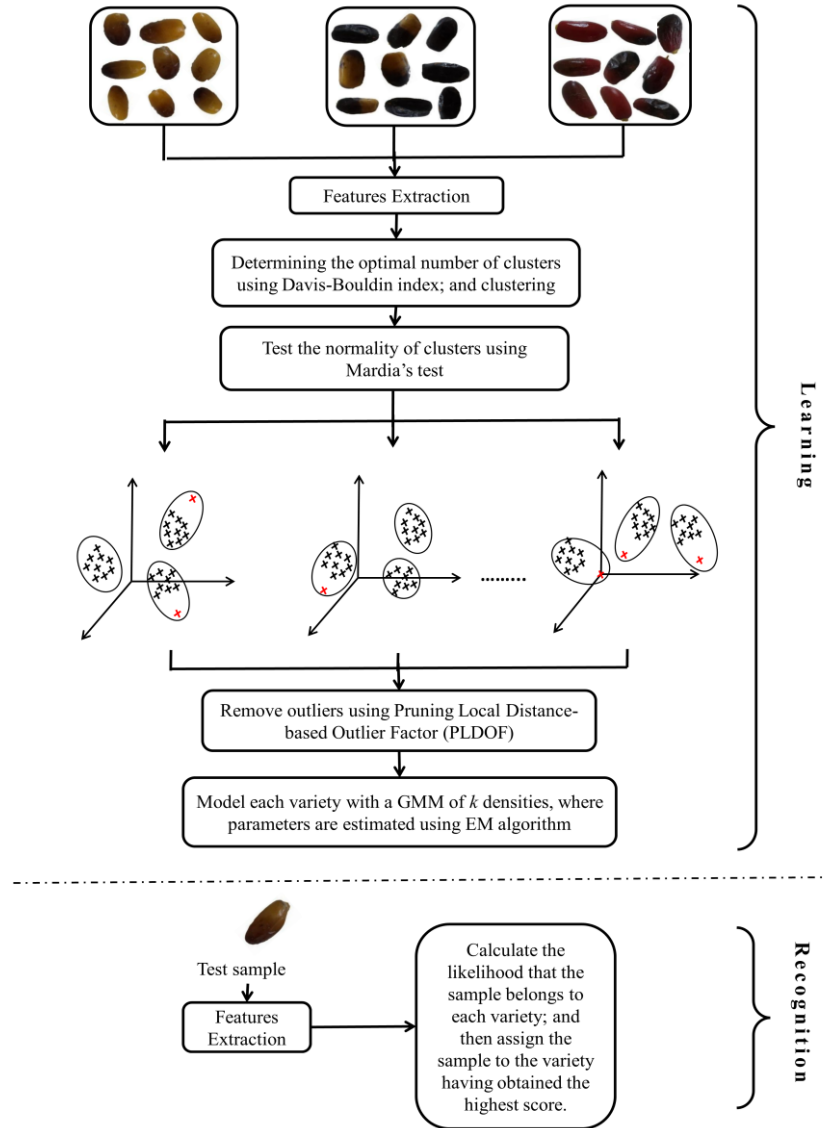 Features Extraction
Determining the optimal number of clusters
using Davis-Bouldin index; and clustering
Test the normality of clusters using
Mardia's test
.........
Remove outliers using Pruning Local Distance-
based Outlier Factor (PLDOF)
Model each variety with a GMM of k densities, where
parameters are estimated using EM algorithm
Learning
Test sample
Features
Extraction
Calculate the
likelihood that the
sample belongs to
each variety; and
then assign the
sample to the variety
having obtained the
highest score.
Recognition